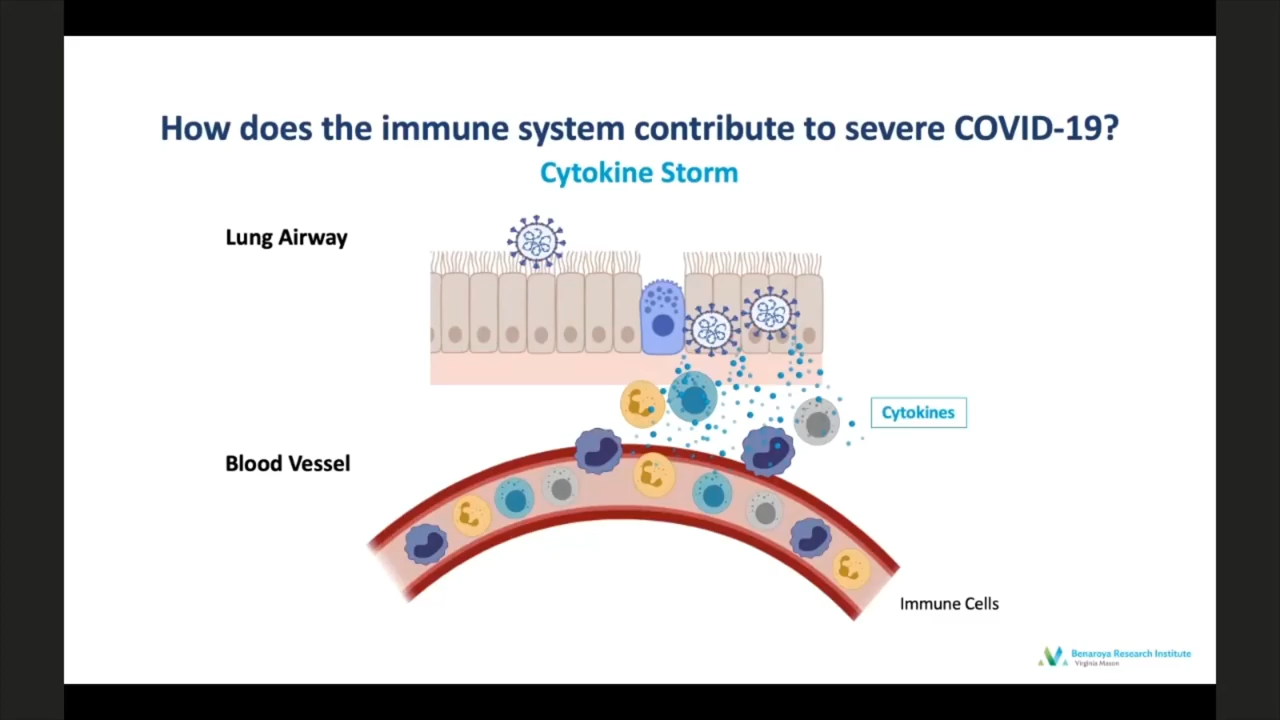 How does the immune system contribute to severe COVID-19?
Cytokine Storm
Lung Airway
Cytokines
Blood Vessel
Immune Cells
Benaroya Research Institute
Virginia Mason